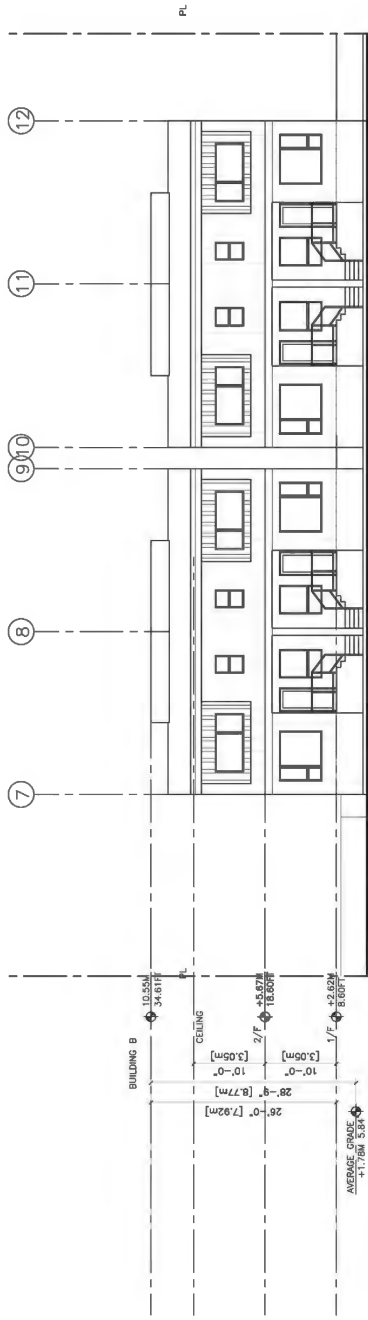 7
8
9
10
11
12
PL
PL
BUILDING B
10.55M
34.61FT
CEILING
2/F
+5.67M
18.60FT
1/F
+2.62M
8.60FT
10'-0"
[3.05m]
10'-0"
[3.05m]
28'-9" [8.77m]
26'-0" [7.92m]
AVERAGE GRADE
+1.78M 5.84